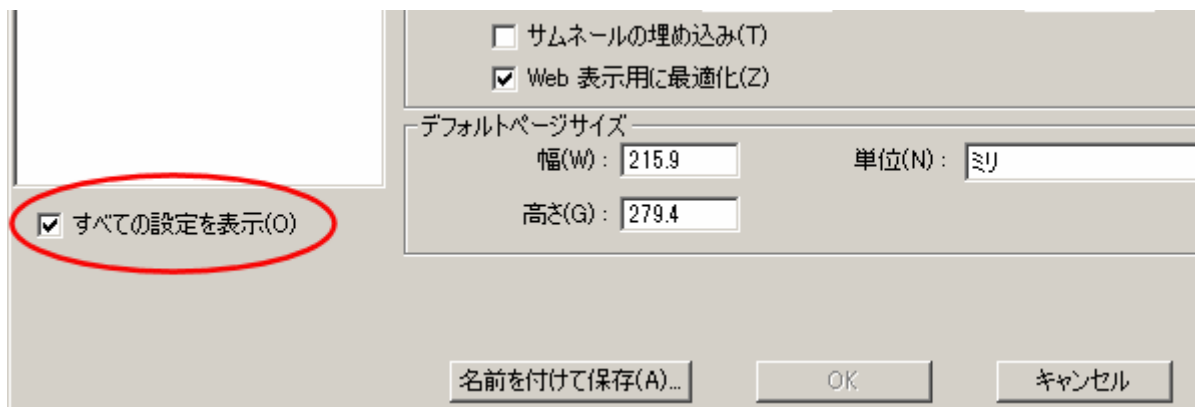 サムネールの埋め込み(T)
Web 表示用に最適化(Z)
デフォルトページサイズ
幅(W) : 215.9 単位(N) : ミリ
高さ(G) : 279.4
すべての設定を表示(O)
名前を付けて保存(A)... OK キャンセル